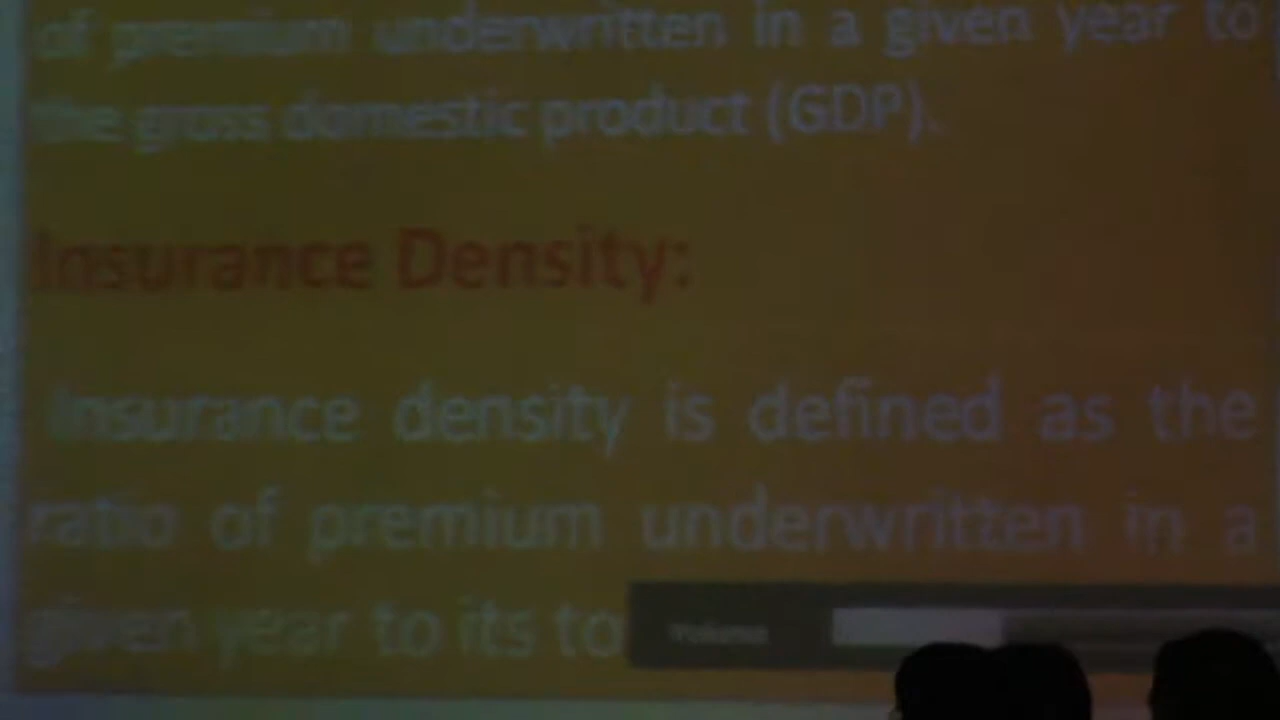 of premium underwritten in a given year to
the gross domestic product (GDP).
Insurance Density:
Insurance density is defined as the
ratio of premium underwritten in a
given year to its to
Volume